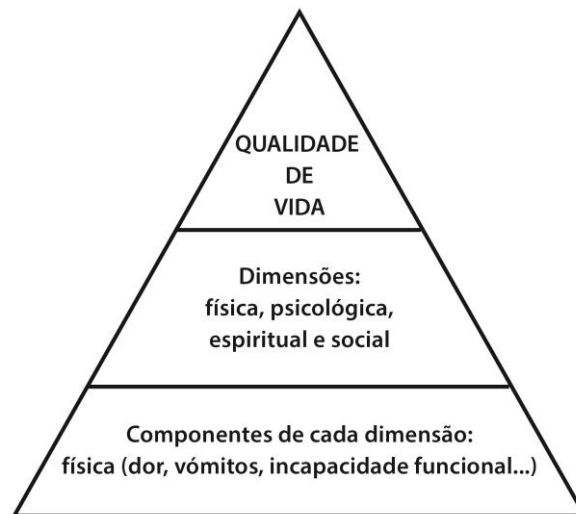 QUALIDADE
DE
VIDA
Dimensões:
física, psicológica,
espiritual e social
Componentes de cada dimensão:
física (dor, vómitos, incapacidade funcional...)